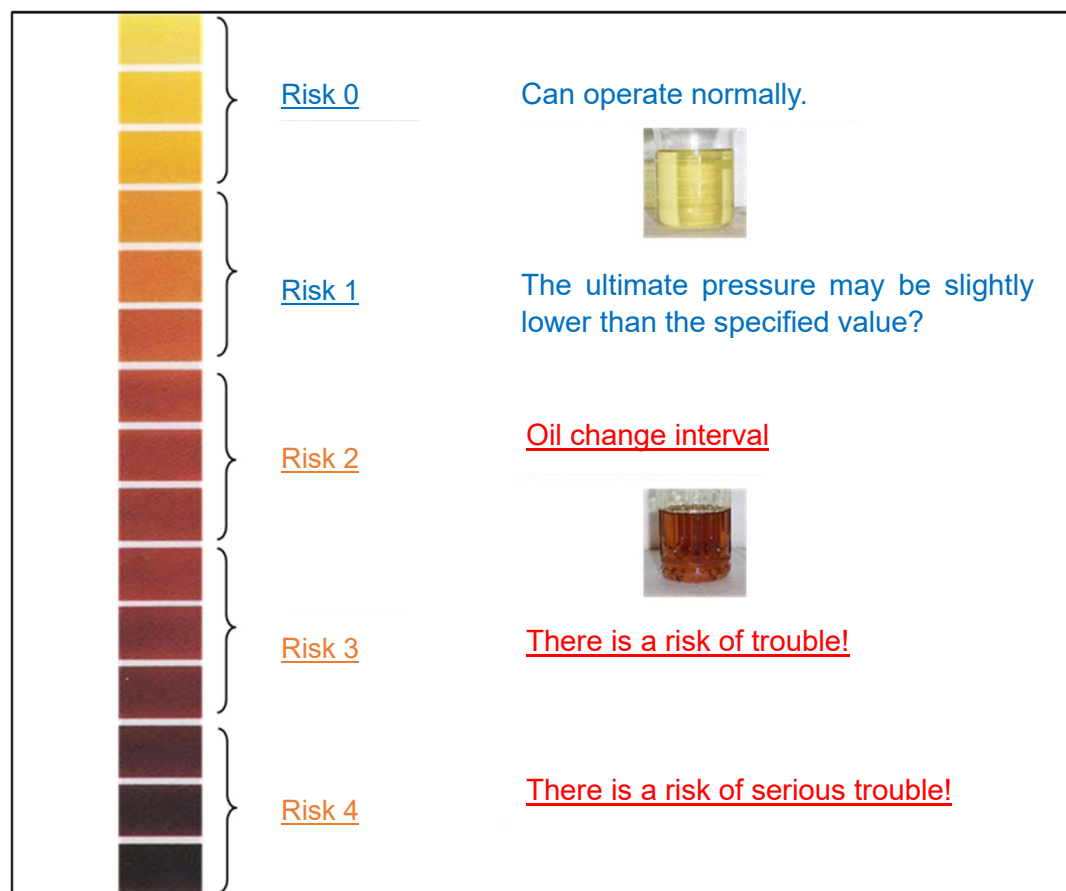 Risk 0
Can operate normally.
Risk 1
The ultimate pressure may be slightly
lower than the specified value?
Oil change interval
Risk 2
There is a risk of trouble!
Risk 3
There is a risk of serious trouble!
Risk 4